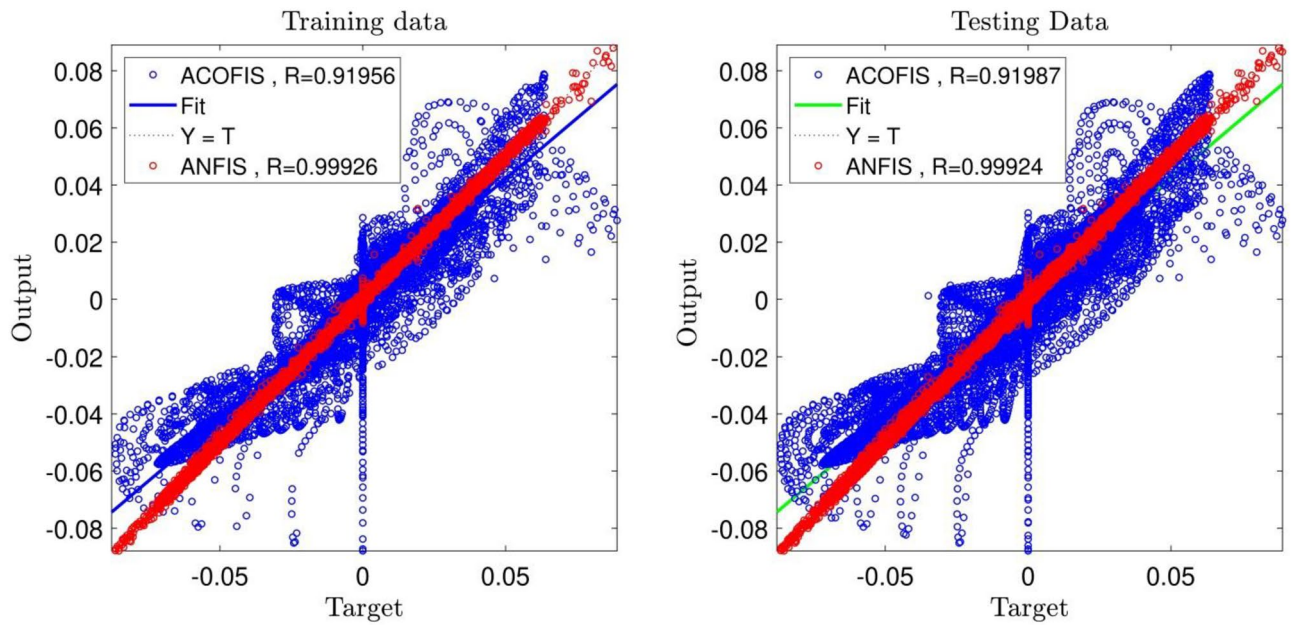 Training data
ACOFIS , R=0.91956
Fit
Y = T
ANFIS , R=0.99926
0.08
0.06
0.04
0.02
0
-0.02
-0.04
-0.06
-0.08
Output
-0.05
0
0.05
Target
Testing Data
ACOFIS , R=0.91987
Fit
Y = T
ANFIS , R=0.99924
0.08
0.06
0.04
0.02
0
-0.02
-0.04
-0.06
-0.08
Output
-0.05
0
0.05
Target